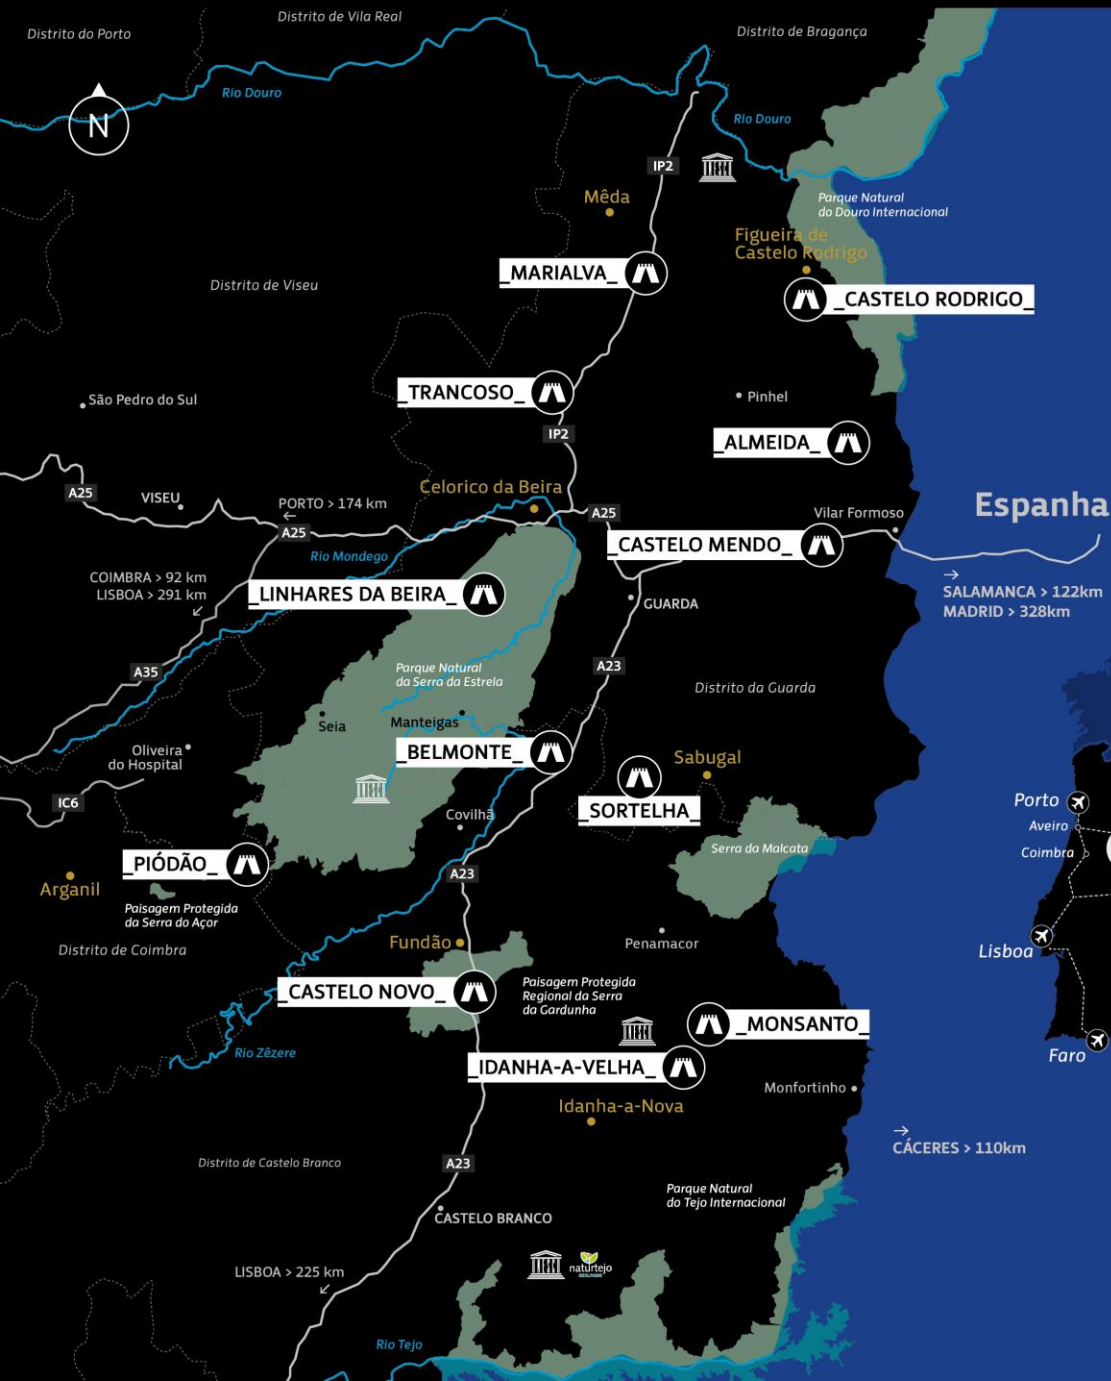 Distrito de Vila Real
Distrito do Porto
Distrito de Bragança
Rio Douro
Rio Douro
N
IP2
Mêda
Parque Natural
do Douro Internacional
Figueira de
Castelo Rodrigo
_MARIALVA_
Distrito de Viseu
_CASTELO RODRIGO_
_TRANCOSO_
São Pedro do Sul
Pinhel
IP2
_ALMEIDA_
Celorico da Beira
A25
VISEU
PORTO > 174 km
A25
A25
Vilar Formoso
Espanha
_CASTELO MENDO_
Rio Mondego
COIMBRA > 92 km
LISBOA > 291 km
_LINHARES DA BEIRA_
GUARDA
SALAMANCA > 122km
MADRID > 328km
A35
A23
Parque Natural
da Serra da Estrela
Distrito da Guarda
Seia
Manteigas
Oliveira
do Hospital
_BELMONTE_
Sabugal
IC6
_SORTELHA_
Porto
Aveiro
Coimbra
Covilhã
Serra da Malcata
_PIÓDÃO_
Arganil
A23
Paisagem Protegida
da Serra do Açor
Distrito de Coimbra
Fundão
Penamacor
Lisboa
_CASTELO NOVO_
Paisagem Protegida
Regional da Serra
da Gardunha
_MONSANTO_
Rio Zêzere
_IDANHA-A-VELHA_
Faro
Monfortinho
Idanha-a-Nova
CÁCERES > 110km
Distrito de Castelo Branco
A23
Parque Natural
do Tejo Internacional
CASTELO BRANCO
LISBOA > 225 km
naturtejo
GEOPARK
Rio Tejo